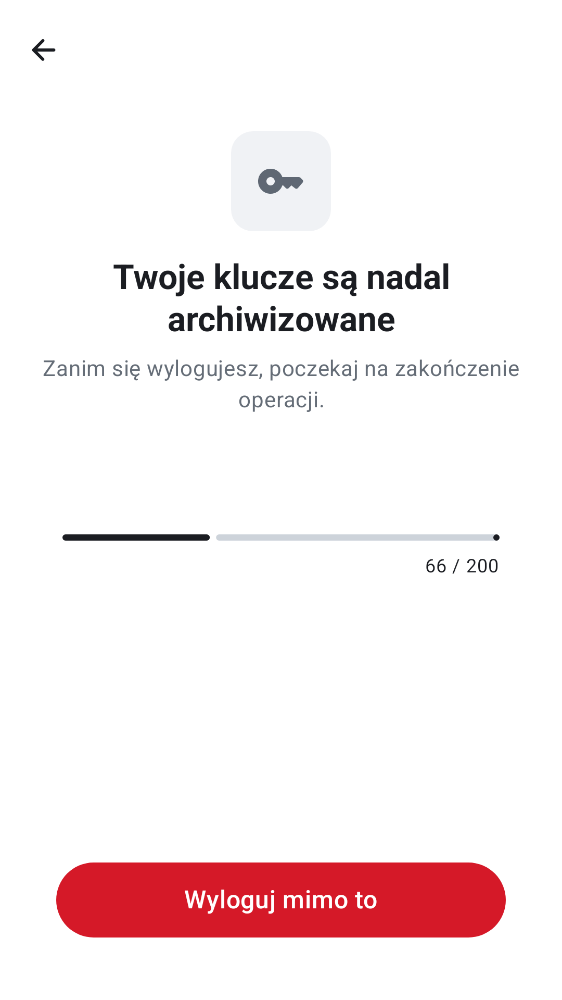 Twoje klucze są nadal
archiwizowane
Zanim się wylogujesz, poczekaj na zakończenie
operacji.
66 / 200
Wyloguj mimo to